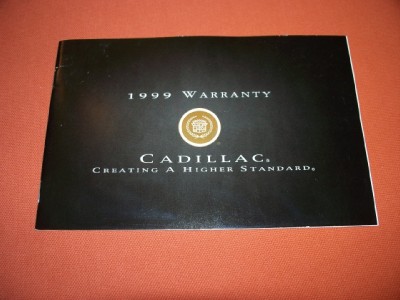 1999 WARRANTY
CADILLAC®
CREATING A HIGHER STANDARD®